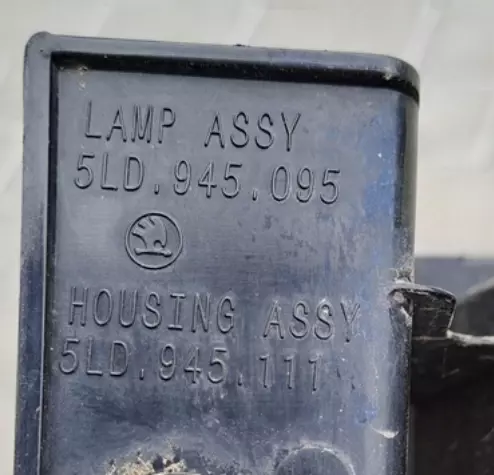 LAMP ASSY
5LD.945.095
HOUSING ASSY
5LD.945.111